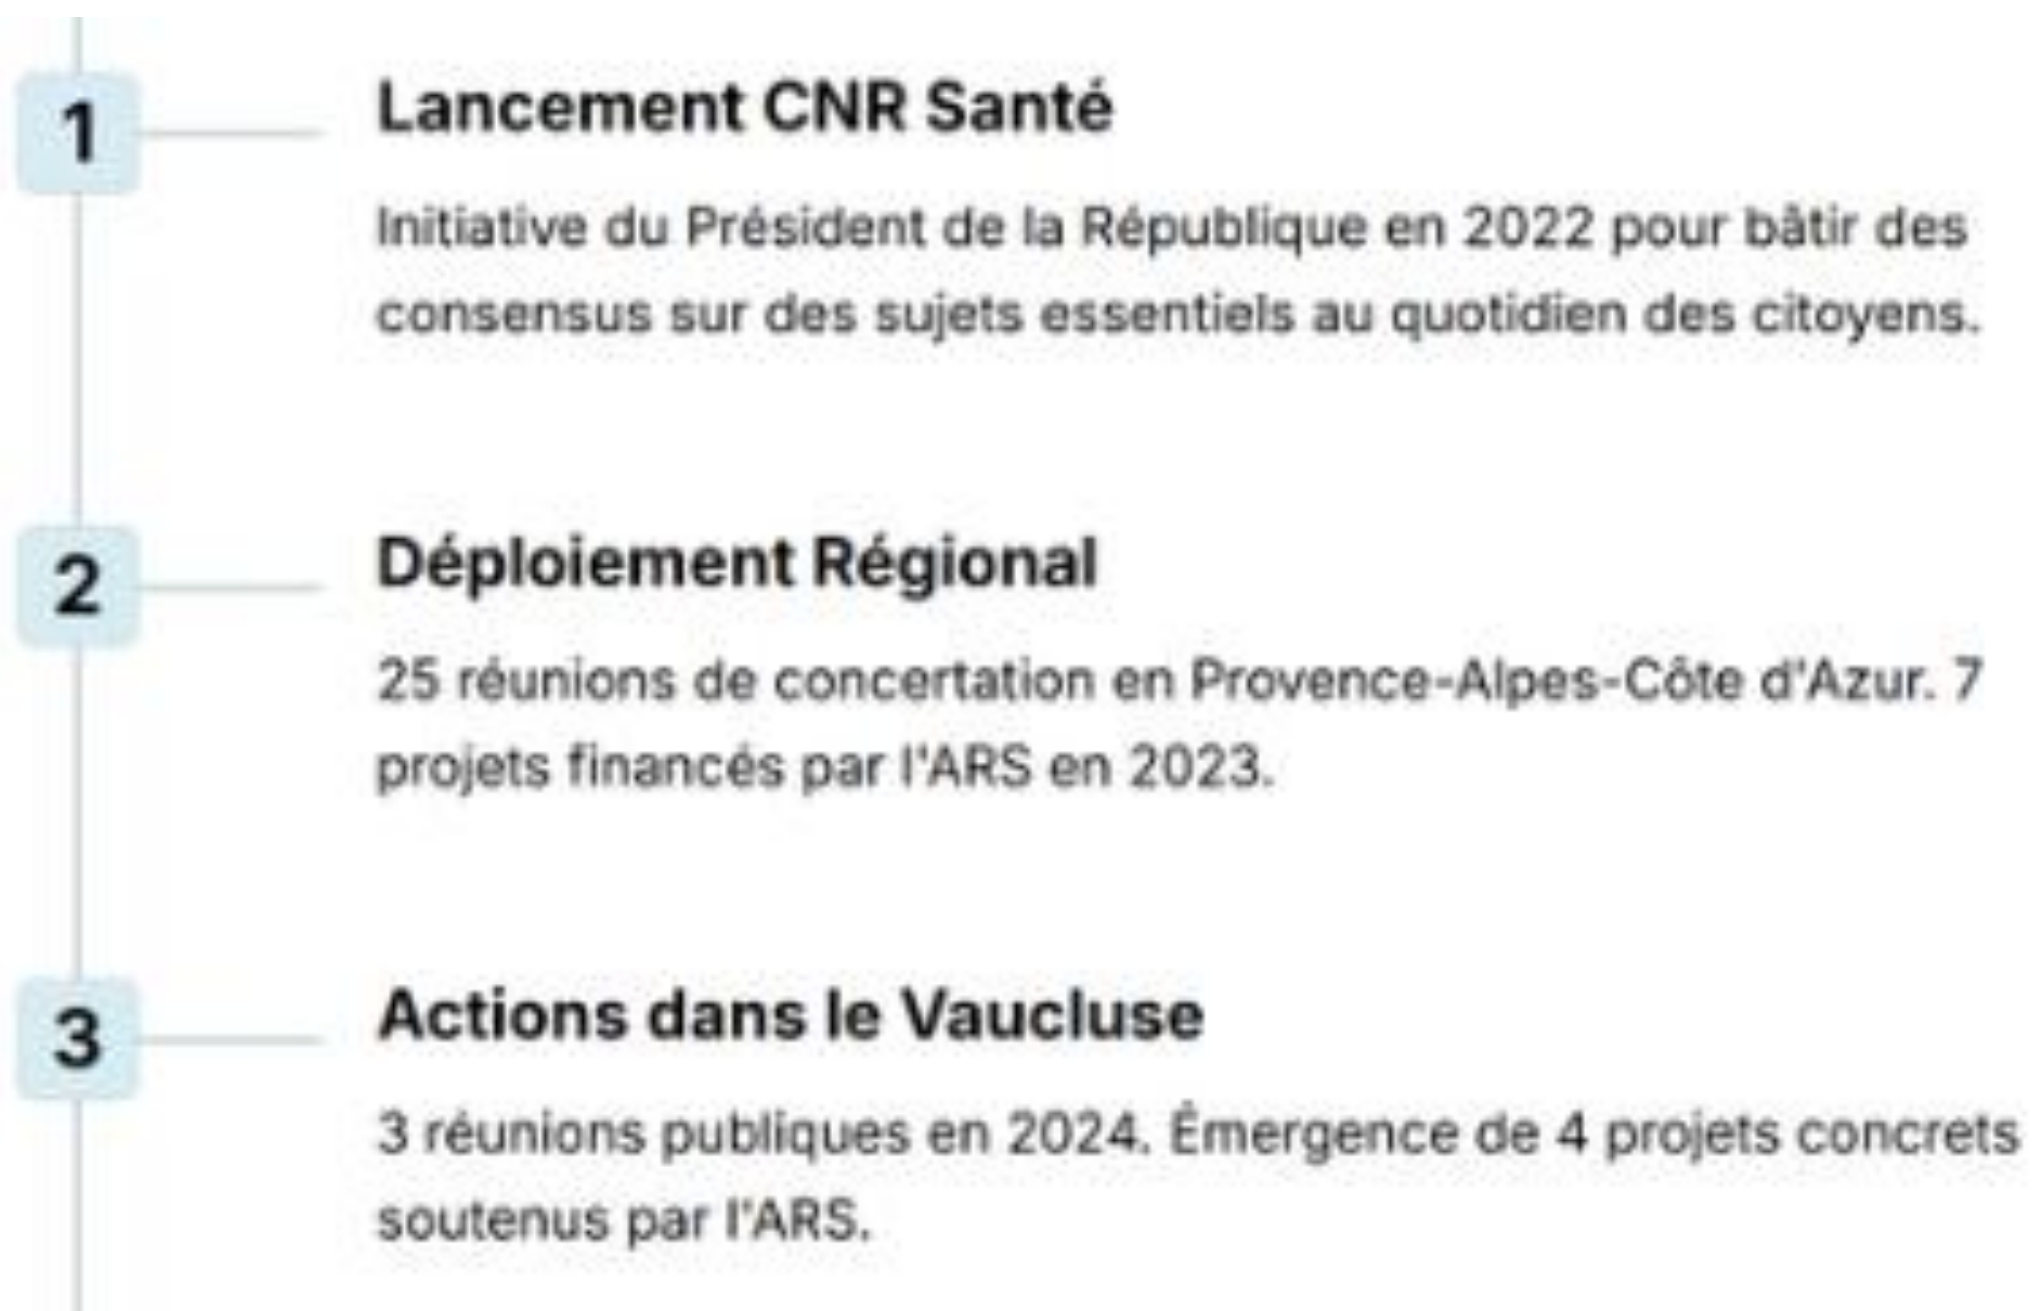 1
Lancement CNR Santé
Initiative du Président de la République en 2022 pour bâtir des
consensus sur des sujets essentiels au quotidien des citoyens.
2
Déploiement Régional
25 réunions de concertation en Provence-Alpes-Côte d'Azur. 7
projets financés par l'ARS en 2023.
3
Actions dans le Vaucluse
3 réunions publiques en 2024. Émergence de 4 projets concrets
soutenus par l'ARS.